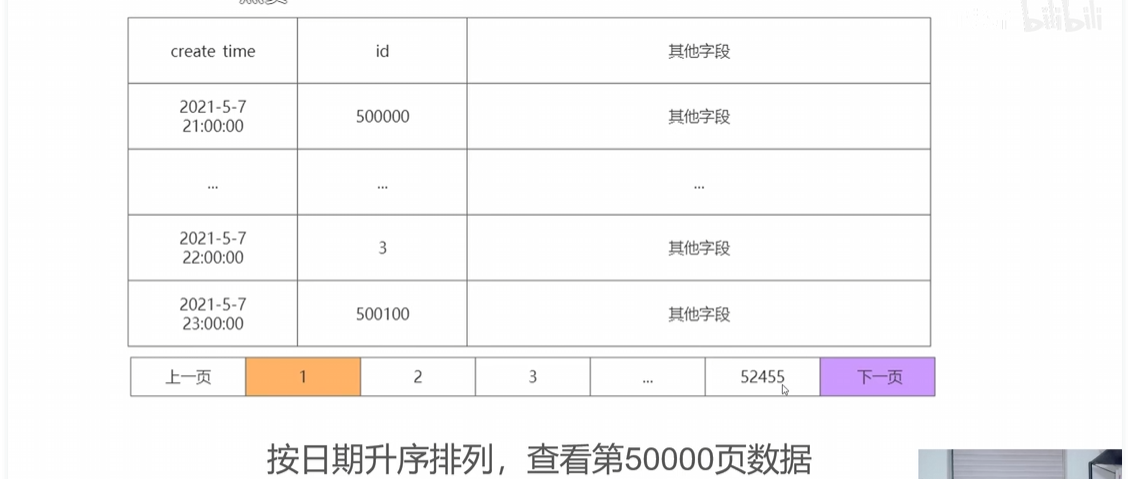 bilibili
create time id 其他字段
2021-5-7
21:00:00
500000 其他字段
... ... ...
2021-5-7
22:00:00
3 其他字段
2021-5-7
23:00:00
500100 其他字段
上一页 1 2 3 ... 52455 下一页
按日期升序排列，查看第50000页数据